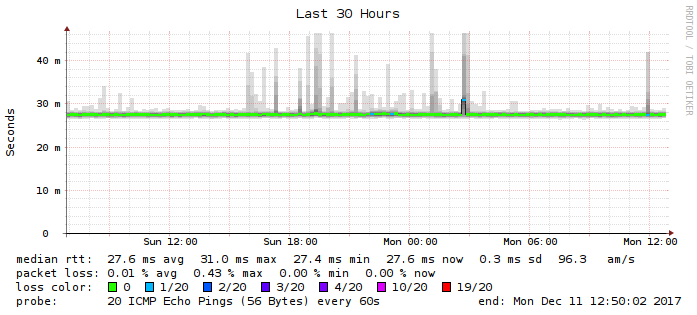 Last 30 Hours
RRDTOOL / TOBI OETIKER
Seconds
40 m
30 m
20 m
10 m
0
Sun 12:00 Sun 18:00 Mon 00:00 Mon 06:00 Mon 12:00
median rtt: 27.6 ms avg 31.0 ms max 27.4 ms min 27.6 ms now 0.3 ms sd 96.3 am/s
packet loss: 0.01 % avg 0.43 % max 0.00 % min 0.00 % now
loss color: 0 1/20 2/20 3/20 4/20 10/20 19/20
probe: 20 ICMP Echo Pings (56 Bytes) every 60s end: Mon Dec 11 12:50:02 2017